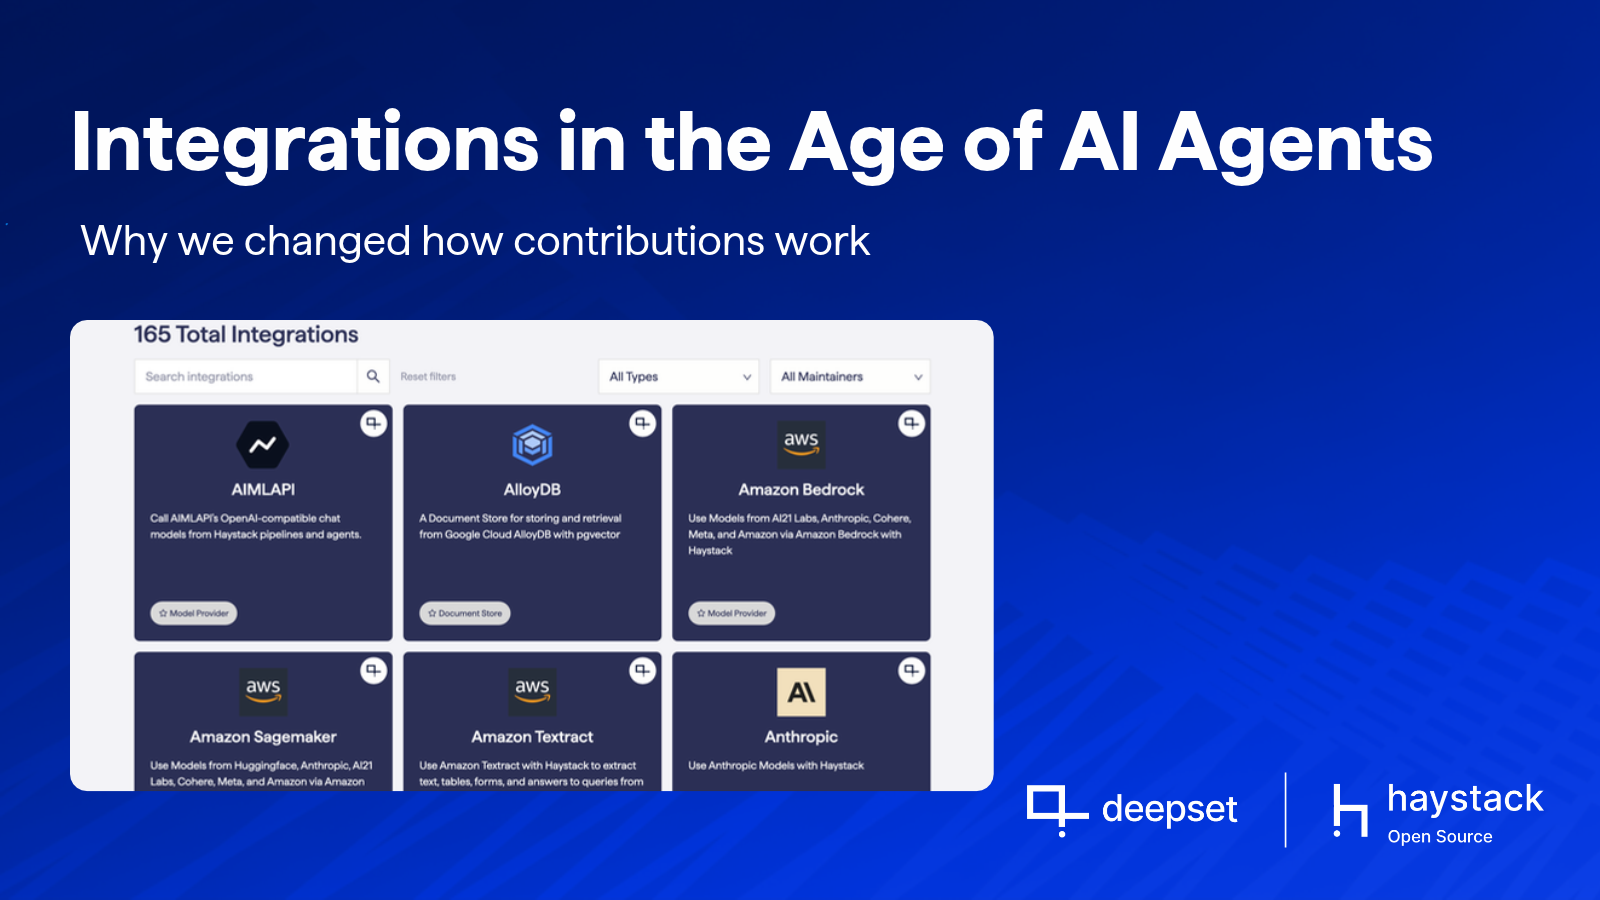 Integrations in the Age of AI Agents
Why we changed how contributions work
165 Total Integrations
Search integrations
Reset filters
All Types
All Maintainers
AIMLAPI
Call AIMLAPI's OpenAI-compatible chat
models from Haystack pipelines and agents.
Model Provider
AlloyDB
A Document Store for storing and retrieval
from Google Cloud AlloyDB with pgvector
Document Store
aws
Amazon Bedrock
Use Models from AI21 Labs, Anthropic, Cohere,
Meta, and Amazon via Amazon Bedrock with
Haystack
Model Provider
aws
Amazon Sagemaker
Use Models from Huggingface, Anthropic, AI21
Labs, Cohere, Meta, and Amazon via Amazon
aws
Amazon Textract
Use Amazon Textract with Haystack to extract
text, tables, forms, and answers to queries from
A\
Anthropic
Use Anthropic Models with Haystack
deepset
haystack
Open Source